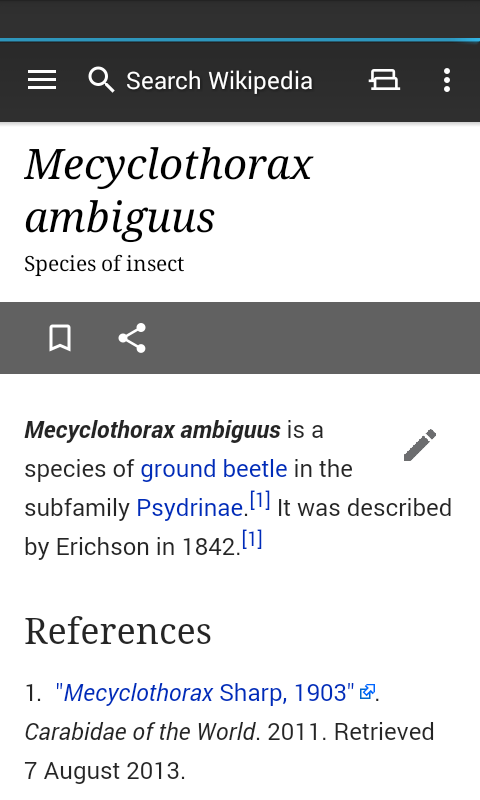 Search Wikipedia
Mecyclothorax
ambiguus
Species of insect
Mecyclothorax ambiguus is a
species of ground beetle in the
subfamily Psydrinae.[1] It was described
by Erichson in 1842.[1]
References
1. "Mecyclothorax Sharp, 1903".
Carabidae of the World. 2011. Retrieved
7 August 2013.